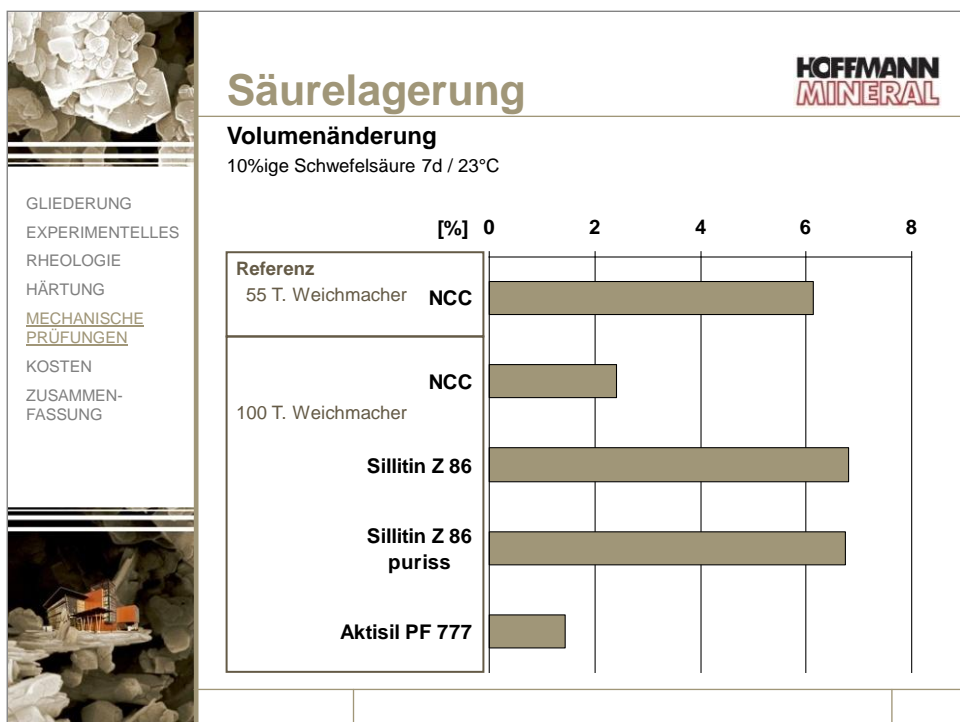 Säurelagerung
HOFFMANN
MINERAL
Volumenänderung
10%ige Schwefelsäure 7d / 23°C
GLIEDERUNG
EXPERIMENTELLES
RHEOLOGIE
HÄRTUNG
MECHANISCHE
PRÜFUNGEN
KOSTEN
ZUSAMMEN-
FASSUNG
[%] 0 2 4 6 8
Referenz
55 T. Weichmacher NCC
NCC
100 T. Weichmacher
Sillitin Z 86
Sillitin Z 86
puriss
Aktisil PF 777